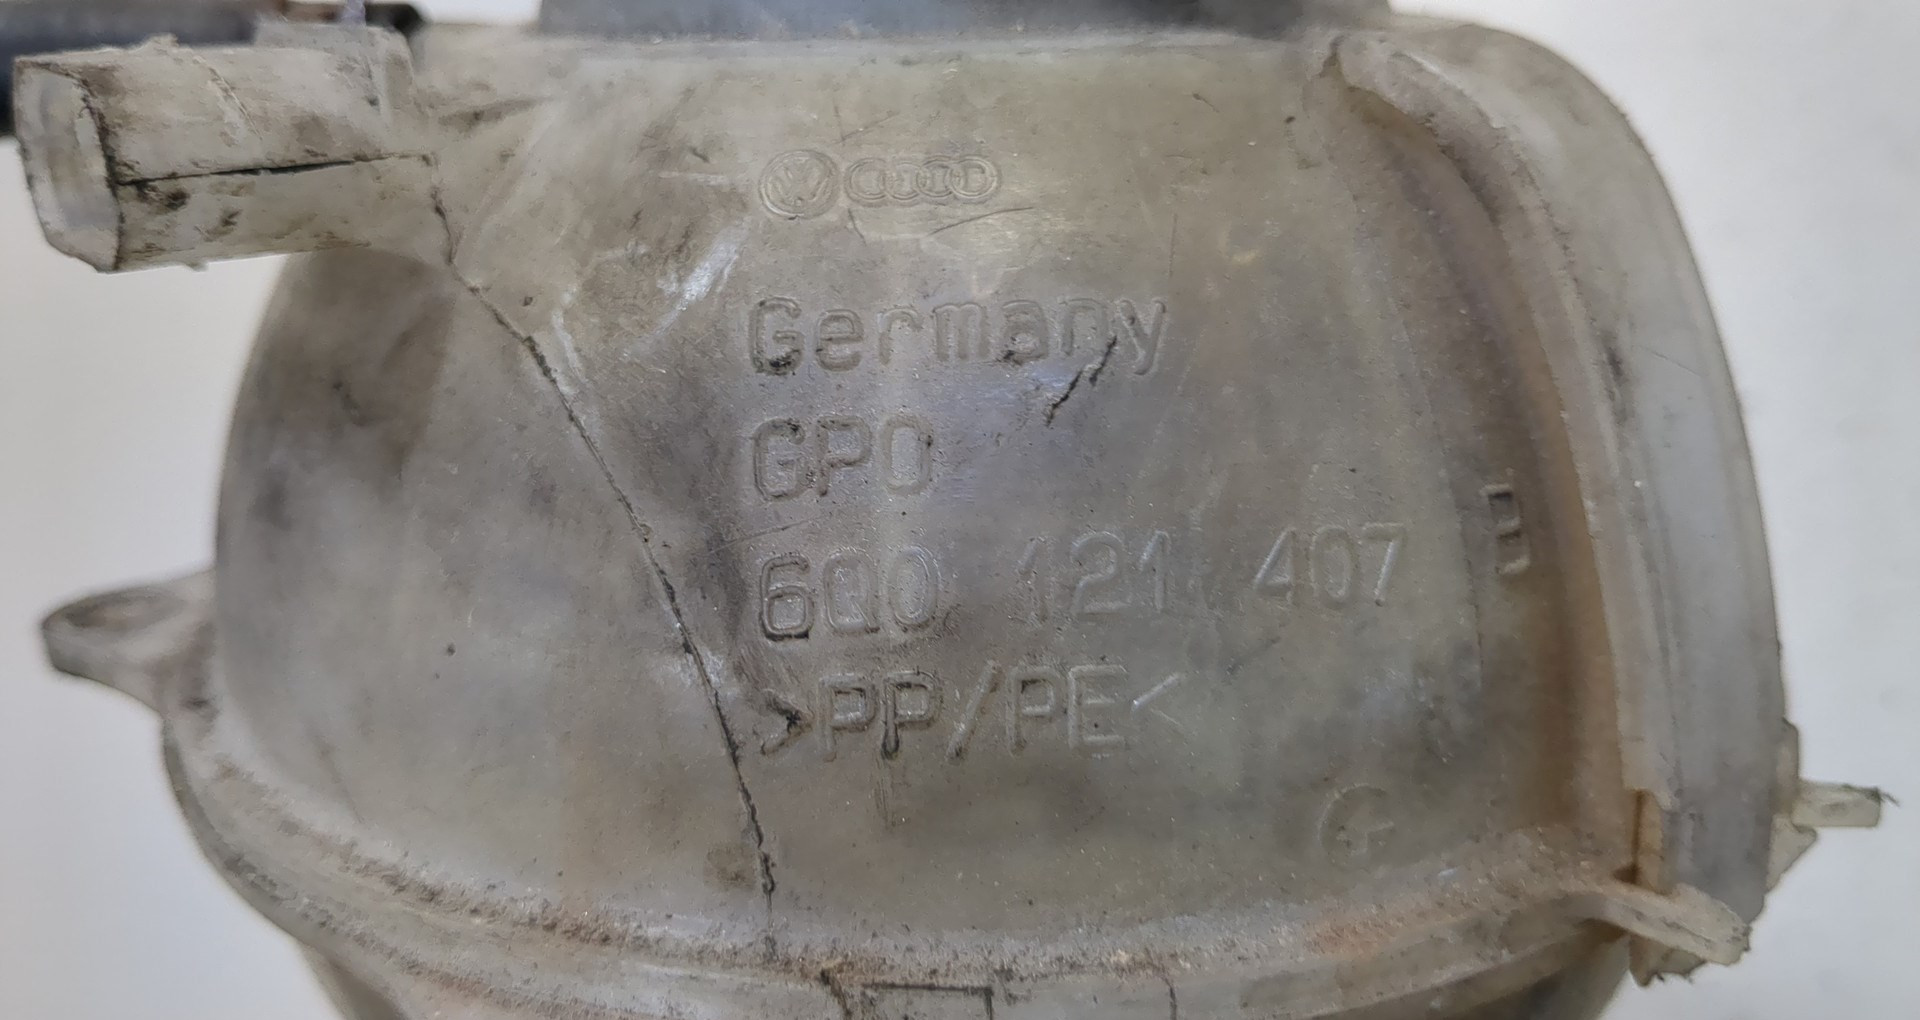 Germany
GPO
6Q0 121 407 B
>PP/PE<
G